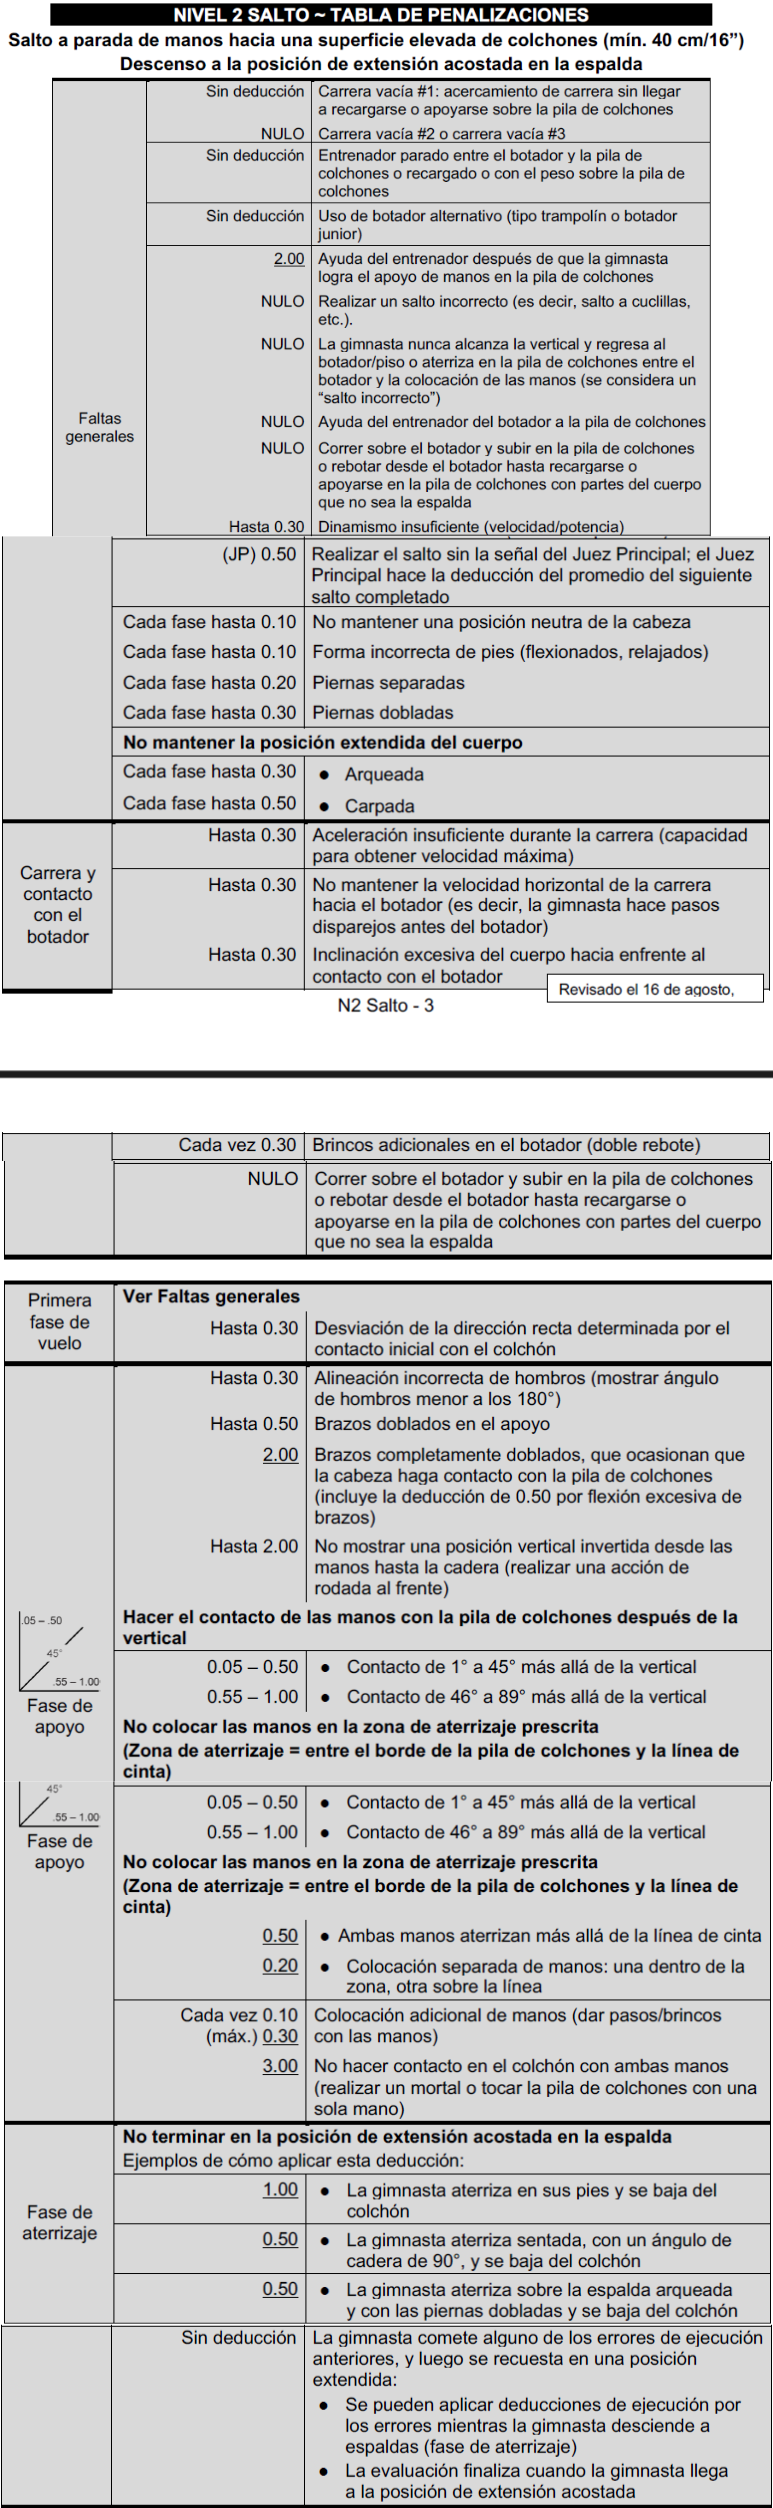 NIVEL 2 SALTO ~ TABLA DE PENALIZACIONES
Salto a parada de manos hacia una superficie elevada de colchones (mín. 40 cm/16”)
Descenso a la posición de extensión acostada en la espalda
Faltas
generales
Sin deducción Carrera vacía #1: acercamiento de carrera sin llegar
a recargarse o apoyarse sobre la pila de colchones
NULO Carrera vacía #2 o carrera vacía #3
Sin deducción Entrenador parado entre el botador y la pila de
colchones o recargado o con el peso sobre la pila de
colchones
Sin deducción Uso de botador alternativo (tipo trampolín o botador
junior)
2.00 Ayuda del entrenador después de que la gimnasta
logra el apoyo de manos en la pila de colchones
NULO Realizar un salto incorrecto (es decir, salto a cuclillas,
etc.).
NULO La gimnasta nunca alcanza la vertical y regresa al
botador/piso o aterriza en la pila de colchones entre el
botador y la colocación de las manos (se considera un
“salto incorrecto”)
NULO Ayuda del entrenador del botador a la pila de colchones
NULO Correr sobre el botador y subir en la pila de colchones
o rebotar desde el botador hasta recargarse o
apoyarse en la pila de colchones con partes del cuerpo
que no sea la espalda
Hasta 0.30 Dinamismo insuficiente (velocidad/potencia)
(JP) 0.50 Realizar el salto sin la señal del Juez Principal; el Juez
Principal hace la deducción del promedio del siguiente
salto completado
Cada fase hasta 0.10 No mantener una posición neutra de la cabeza
Cada fase hasta 0.10 Forma incorrecta de pies (flexionados, relajados)
Cada fase hasta 0.20 Piernas separadas
Cada fase hasta 0.30 Piernas dobladas
No mantener la posición extendida del cuerpo
Cada fase hasta 0.30 ● Arqueada
Cada fase hasta 0.50 ● Carpada
Carrera y
contacto
con el
botador
Hasta 0.30 Aceleración insuficiente durante la carrera (capacidad
para obtener velocidad máxima)
Hasta 0.30 No mantener la velocidad horizontal de la carrera
hacia el botador (es decir, la gimnasta hace pasos
disparejos antes del botador)
Hasta 0.30 Inclinación excesiva del cuerpo hacia enfrente al
contacto con el botador
Revisado el 16 de agosto,
N2 Salto - 3
Cada vez 0.30 Brincos adicionales en el botador (doble rebote)
NULO Correr sobre el botador y subir en la pila de colchones
o rebotar desde el botador hasta recargarse o
apoyarse en la pila de colchones con partes del cuerpo
que no sea la espalda
Primera
fase de
vuelo
Ver Faltas generales
Hasta 0.30 Desviación de la dirección recta determinada por el
contacto inicial con el colchón
Hasta 0.30 Alineación incorrecta de hombros (mostrar ángulo
de hombros menor a los 180°)
Hasta 0.50 Brazos doblados en el apoyo
2.00 Brazos completamente doblados, que ocasionan que
la cabeza haga contacto con la pila de colchones
(incluye la deducción de 0.50 por flexión excesiva de
brazos)
Hasta 2.00 No mostrar una posición vertical invertida desde las
manos hasta la cadera (realizar una acción de
rodada al frente)
.05 – .50
45°
.55 – 1.00
Fase de
apoyo
Hacer el contacto de las manos con la pila de colchones después de la
vertical
0.05 – 0.50 ● Contacto de 1° a 45° más allá de la vertical
0.55 – 1.00 ● Contacto de 46° a 89° más allá de la vertical
No colocar las manos en la zona de aterrizaje prescrita
(Zona de aterrizaje = entre el borde de la pila de colchones y la línea de
cinta)
45°
.55 – 1.00
Fase de
apoyo
0.05 – 0.50 ● Contacto de 1° a 45° más allá de la vertical
0.55 – 1.00 ● Contacto de 46° a 89° más allá de la vertical
No colocar las manos en la zona de aterrizaje prescrita
(Zona de aterrizaje = entre el borde de la pila de colchones y la línea de
cinta)
0.50 ● Ambas manos aterrizan más allá de la línea de cinta
0.20 ● Colocación separada de manos: una dentro de la
zona, otra sobre la línea
Cada vez 0.10 Colocación adicional de manos (dar pasos/brincos
(máx.) 0.30 con las manos)
3.00 No hacer contacto en el colchón con ambas manos
(realizar un mortal o tocar la pila de colchones con una
sola mano)
Fase de
aterrizaje
No terminar en la posición de extensión acostada en la espalda
Ejemplos de cómo aplicar esta deducción:
1.00 ● La gimnasta aterriza en sus pies y se baja del
colchón
0.50 ● La gimnasta aterriza sentada, con un ángulo de
cadera de 90°, y se baja del colchón
0.50 ● La gimnasta aterriza sobre la espalda arqueada
y con las piernas dobladas y se baja del colchón
Sin deducción La gimnasta comete alguno de los errores de ejecución
anteriores, y luego se recuesta en una posición
extendida:
● Se pueden aplicar deducciones de ejecución por
los errores mientras la gimnasta desciende a
espaldas (fase de aterrizaje)
● La evaluación finaliza cuando la gimnasta llega
a la posición de extensión acostada